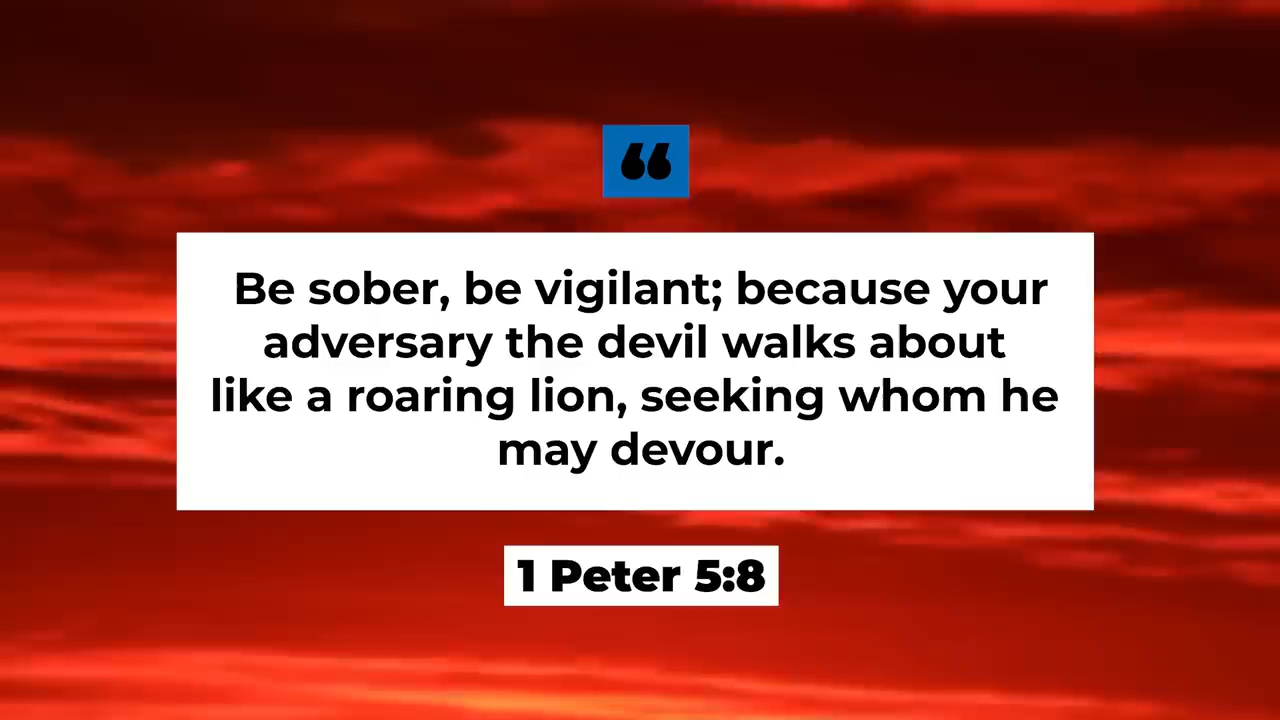 “
Be sober, be vigilant; because your
adversary the devil walks about
like a roaring lion, seeking whom he
may devour.
1 Peter 5:8